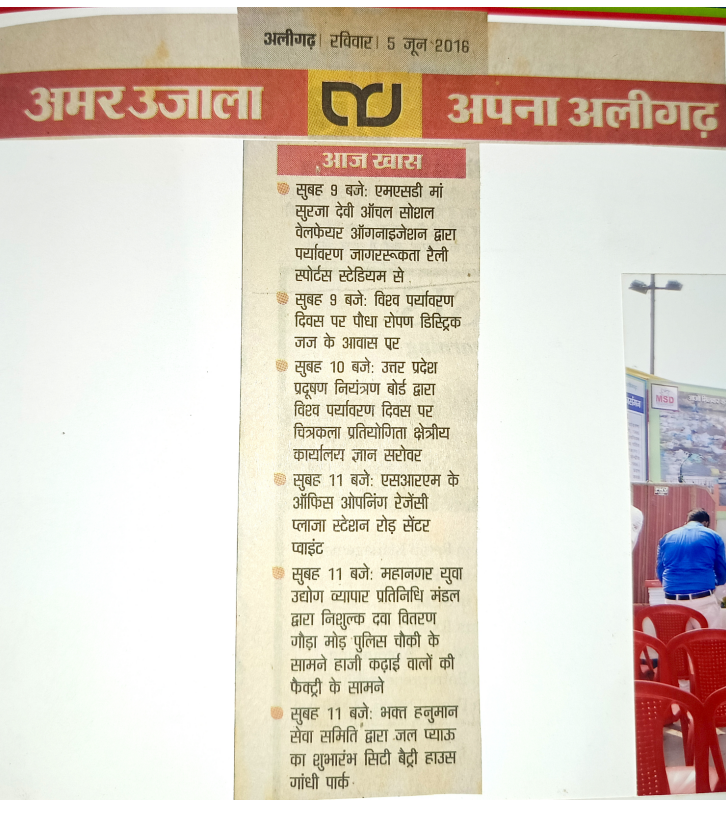 अलीगढ़। रविवार। 5 जून 2016
अमर उजाला
अपना अलीगढ़
आज खास
सुबह 9 बजे: एमएसडी मां
सुरजा देवी ऑचल सोशल
वेलफेयर ऑगनाइजेशन द्वारा
पर्यावरण जागररूकता रैली
स्पोर्टस स्टेडियम से
सुबह 9 बजे: विश्व पर्यावरण
दिवस पर पौधा रोपण डिस्ट्रिक
जज के आवास पर
सुबह 10 बजे: उत्तर प्रदेश
प्रदूषण नियंत्रण बोर्ड द्वारा
विश्व पर्यावरण दिवस पर
चित्रकला प्रतियोगिता क्षेत्रीय
कार्यालय ज्ञान सरोवर
सुबह 11 बजे: एसआरएम के
ऑफिस ओपनिंग रेजेंसी
प्लाजा स्टेशन रोड़ सेंटर
प्वाइंट
सुबह 11 बजे: महानगर युवा
उद्योग व्यापार प्रतिनिधि मंडल
द्वारा निशुल्क दवा वितरण
गौड़ा मोड़ पुलिस चौकी के
सामने हाजी कढ़ाई वालों की
फैक्ट्री के सामने
सुबह 11 बजे: भक्त हनुमान
सेवा समिति द्वारा जल प्याऊ
का शुभारंभ सिटी बैट्री हाउस
गांधी पार्क
MSD